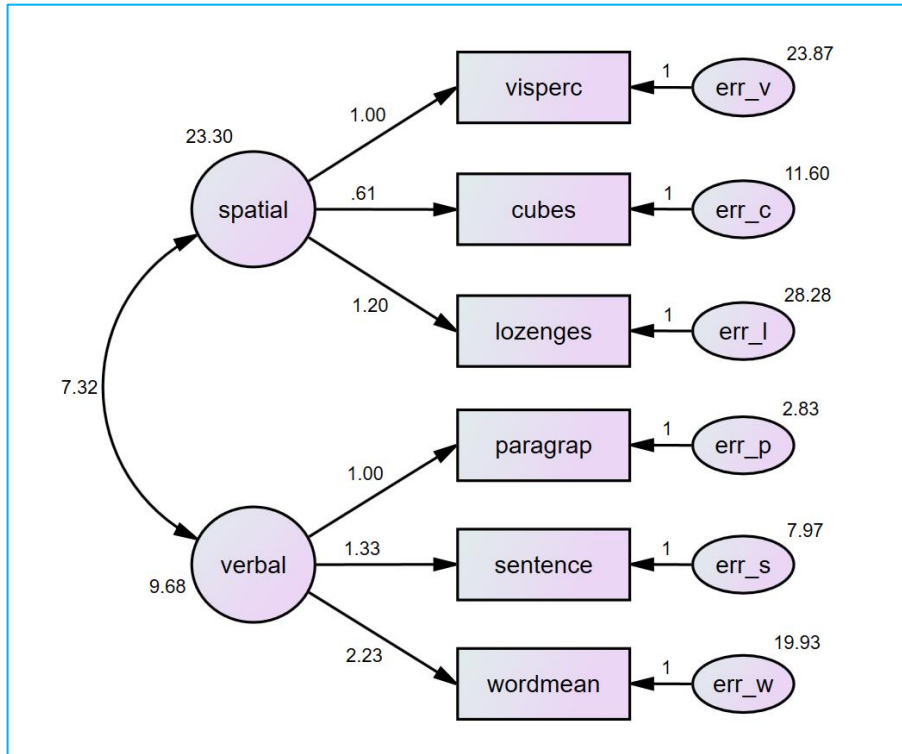 23.87
1
visperc
err_v
1.00
23.30
11.60
1
spatial
.61
cubes
err_c
28.28
1.20
1
lozenges
err_l
7.32
2.83
1
paragrap
err_p
1.00
7.97
1
1.33
verbal
sentence
err_s
9.68
19.93
2.23
1
wordmean
err_w